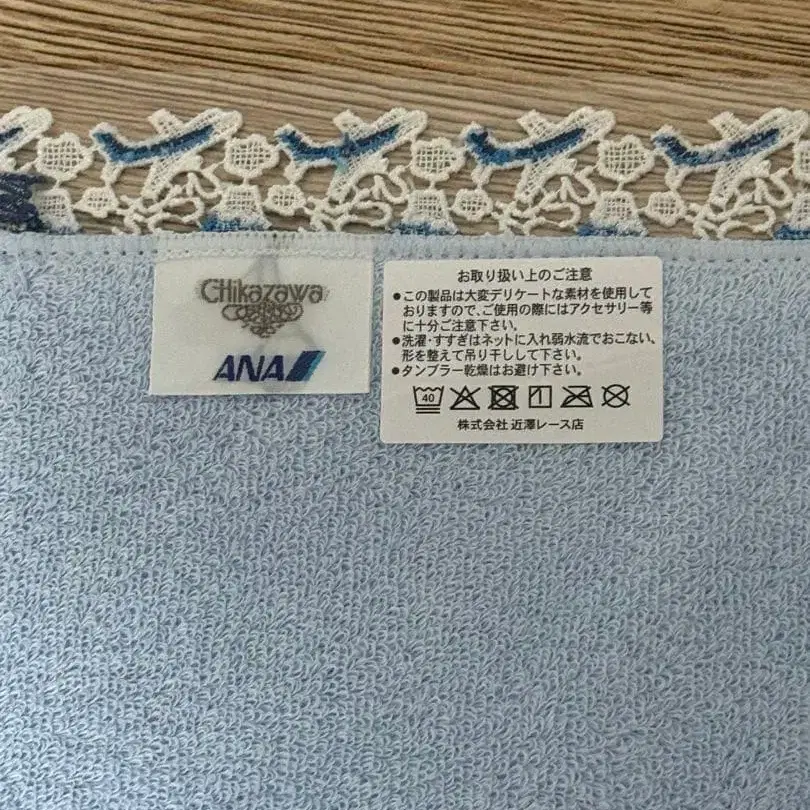 Chikazawa
ANA
お取り扱い上のご注意
●この製品は大変デリケートな素材を使用して
おりますので、ご使用の際にはアクセサリー等
に十分ご注意下さい。
●洗濯・すすぎはネットに入れ弱水流でおこない、
形を整えて吊り干しして下さい。
●タンブラー乾燥はお避け下さい。
40
株式会社 近澤レース店